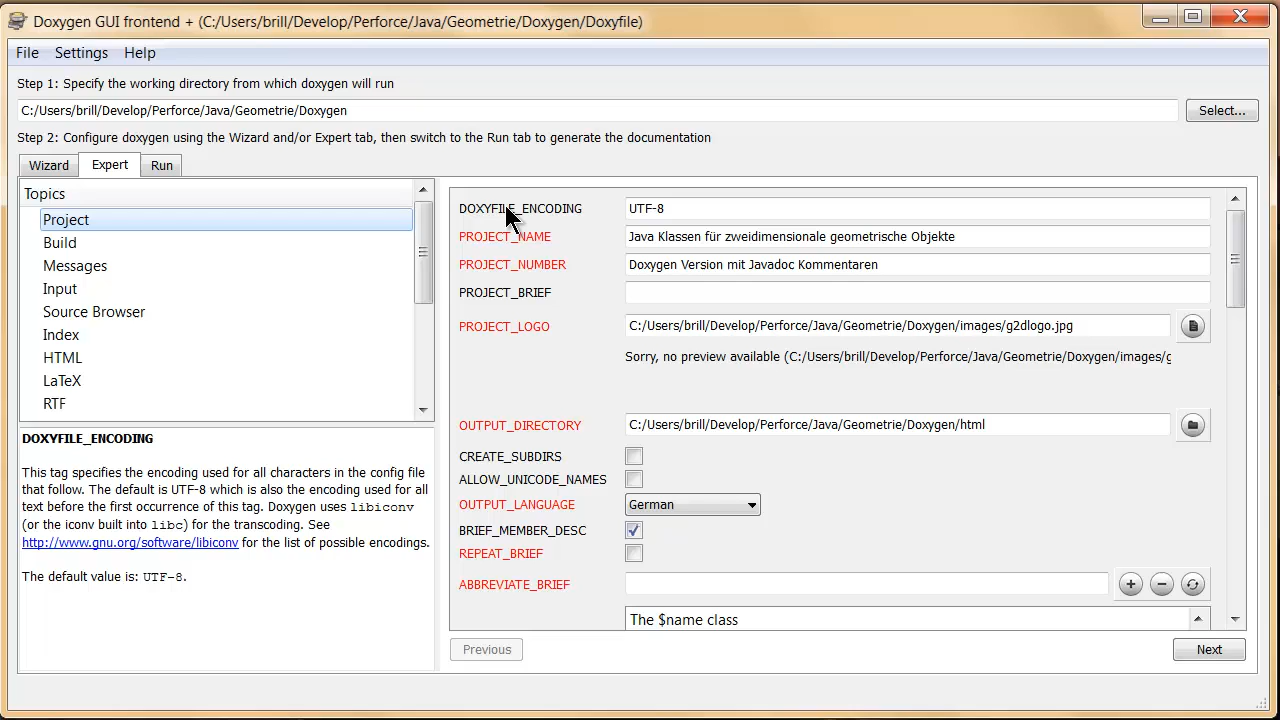 Doxygen GUI frontend + (C:/Users/brill/Develop/Perforce/Java/Geometrie/Doxygen/Doxyfile)
File Settings Help
Step 1: Specify the working directory from which doxygen will run
C:/Users/brill/Develop/Perforce/Java/Geometrie/Doxygen
Select...
Step 2: Configure doxygen using the Wizard and/or Expert tab, then switch to the Run tab to generate the documentation
Wizard Expert Run
Topics
Project
Build
Messages
Input
Source Browser
Index
HTML
LaTeX
RTF
DOXYFILE_ENCODING
This tag specifies the encoding used for all characters in the config file
that follow. The default is UTF-8 which is also the encoding used for all
text before the first occurrence of this tag. Doxygen uses libiconv
(or the iconv built into libc) for the transcoding. See
http://www.gnu.org/software/libiconv for the list of possible encodings.
The default value is: UTF-8.
DOXYFILE_ENCODING UTF-8
PROJECT_NAME Java Klassen für zweidimensionale geometrische Objekte
PROJECT_NUMBER Doxygen Version mit Javadoc Kommentaren
PROJECT_BRIEF
PROJECT_LOGO C:/Users/brill/Develop/Perforce/Java/Geometrie/Doxygen/images/g2dlogo.jpg
Sorry, no preview available (C:/Users/brill/Develop/Perforce/Java/Geometrie/Doxygen/images/g
OUTPUT_DIRECTORY C:/Users/brill/Develop/Perforce/Java/Geometrie/Doxygen/html
CREATE_SUBDIRS
ALLOW_UNICODE_NAMES
OUTPUT_LANGUAGE German
BRIEF_MEMBER_DESC
REPEAT_BRIEF
ABBREVIATE_BRIEF
The $name class
Previous
Next